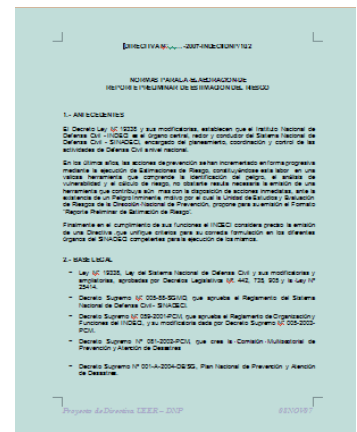 DIRECTIVA Nº -2007-INDECI/DNP/10.2
NORMAS PARA LA ELABORACIÓN DE
REPORTE PRELIMINAR DE ESTIMACIÓN DEL RIESGO
1.- ANTECEDENTES
El Decreto Ley Nº 19338 y sus modificatorias, establecen que el Instituto Nacional de
Defensa Civil - INDECI es el órgano central, rector y conductor del Sistema Nacional de
Defensa Civil - SINADECI, encargado del planeamiento, coordinación y control de las
actividades de Defensa Civil a nivel nacional.
En los últimos años, las acciones de prevención se han incrementado en forma progresiva
mediante la ejecución de Estimaciones de Riesgo, constituyéndose esta labor en una
valiosa herramienta que comprende la identificación del peligro, el análisis de
vulnerabilidad y el cálculo de riesgo, no obstante resulta necesaria la emisión de una
herramienta que contribuya aún mas con la disposición de acciones inmediatas, ante la
existencia de un Peligro Inminente, motivo por el cual la Unidad de Estudios y Evaluación
de Riesgos de la Dirección Nacional de Prevención, propone para su emisión el Formato
"Reporte Preliminar de Estimación de Riesgo".
Finalmente en el cumplimiento de sus funciones el INDECI considera preciso la emisión
de una Directiva que unifique criterios para su correcta formulación en los diferentes
órganos del SINADECI competentes para la ejecución de los mismos.
2.- BASE LEGAL
- Ley Nº 19338, Ley del Sistema Nacional de Defensa Civil y sus modificatorias y
ampliatorias, aprobadas por Decretos Legislativos Nº 442, 735, 905 y la Ley Nº
25414.
- Decreto Supremo Nº 005-88-SGMD, que aprueba el Reglamento del Sistema
Nacional de Defensa Civil - SINADECI.
- Decreto Supremo Nº 059-2001-PCM, que aprueba el Reglamento de Organización y
Funciones del INDECI, y su modificatoria dada por Decreto Supremo Nº 005-2003-
PCM.
- Decreto Supremo Nº 081-2002-PCM, que crea la Comisión Multisectorial de
Prevención y Atención de Desastres
- Decreto Supremo Nº 001-A-2004-DE/SG, Plan Nacional de Prevención y Atención
de Desastres.
Proyecto de Directiva UEER – DNP